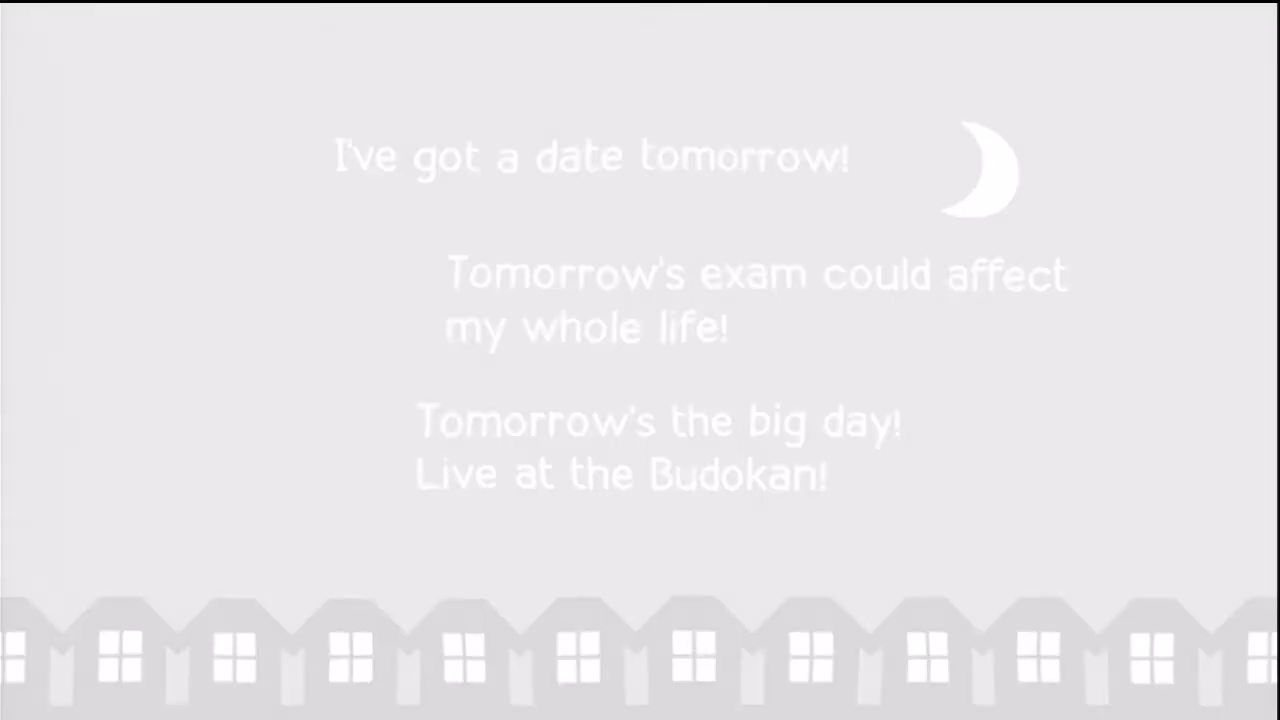 I've got a date tomorrow!
Tomorrow's exam could affect
my whole life!
Tomorrow's the big day!
Live at the Budokan!